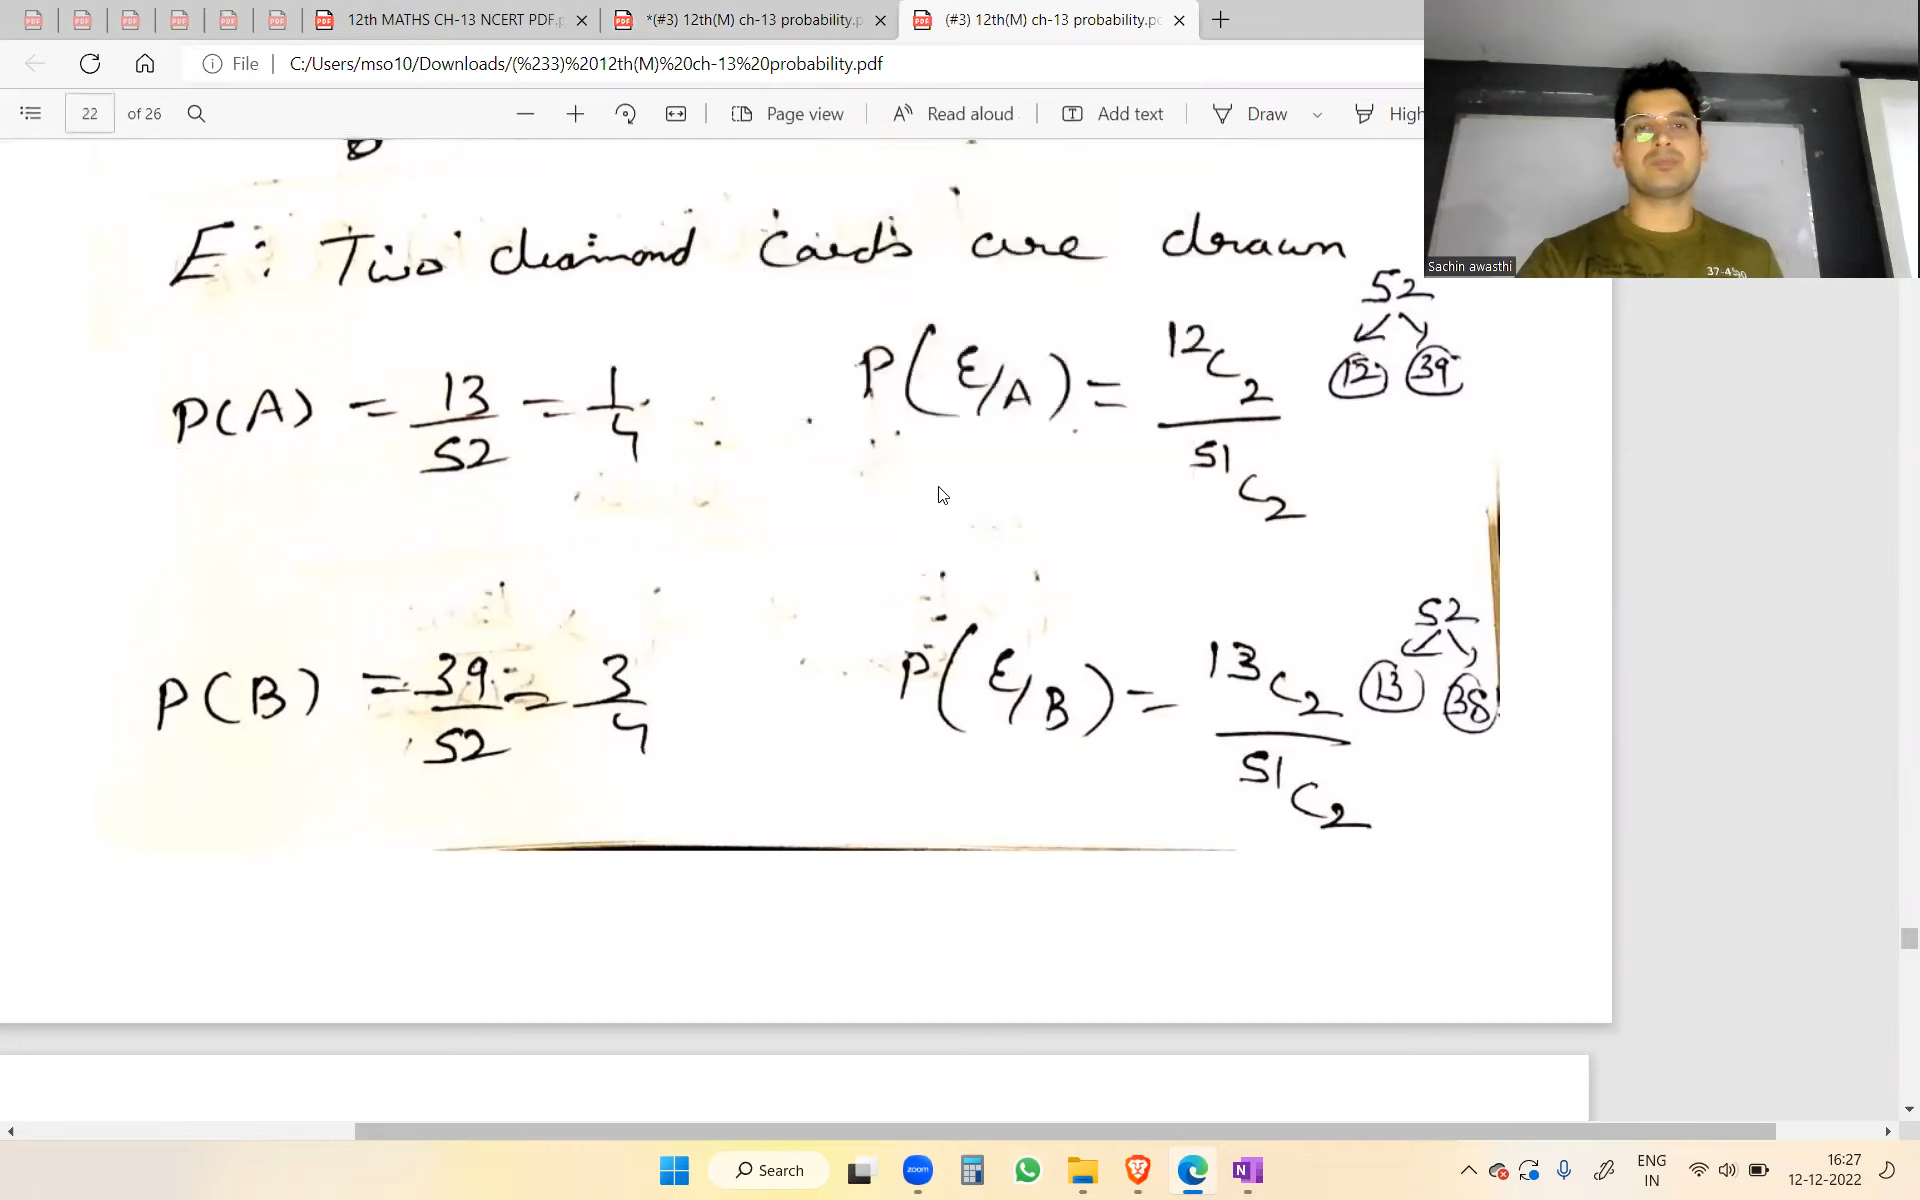 12th MATHS CH-13 NCERT PDF.p
*(#3) 12th(M) ch-13 probability.p
(#3) 12th(M) ch-13 probability.pd
File
C:/Users/mso10/Downloads/(%233)%2012th(M)%20ch-13%20probability.pdf
22 of 26
Page view
Read aloud
Add text
Draw
High
Sachin awasthi
E: Two diamond Cards are drawn
52
P(A) = 13/52 = 1/4
P(E/A) = 12C2/51C2
12 39
52
P(B) = 39/52 = 3/4
P(E/B) = 13C2/51C2
13 38
Search
zoom
ENG
IN
16:27
12-12-2022